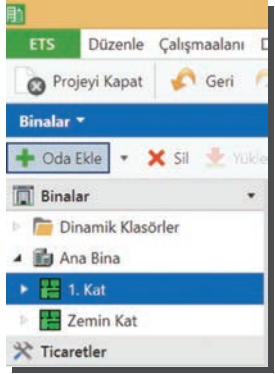 ETS Düzenle Çalışmaalanı
Projeyi Kapat Geri
Binalar
Oda Ekle Sil Yükle
Binalar
Dinamik Klasörler
Ana Bina
1. Kat
Zemin Kat
Ticaretler